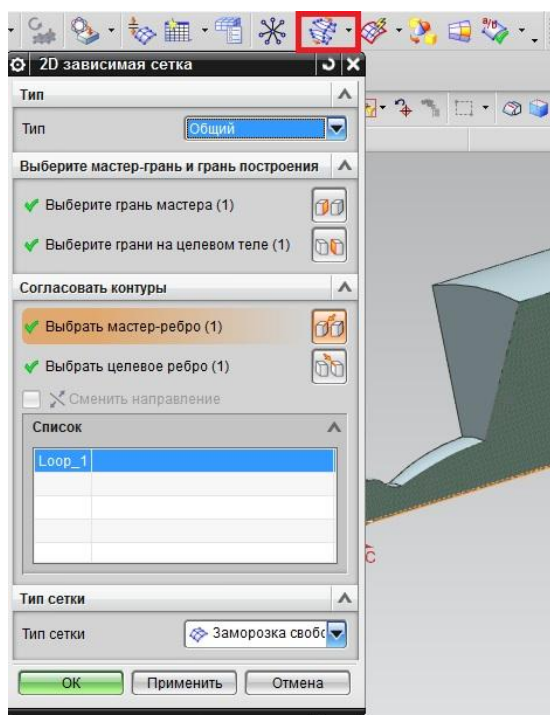 2D зависимая сетка
Тип
Тип Общий
Выберите мастер-грань и грань построения
Выберите грань мастера (1)
Выберите грани на целевом теле (1)
Согласовать контуры
Выбрать мастер-ребро (1)
Выбрать целевое ребро (1)
Сменить направление
Список
Loop_1
Тип сетки
Тип сетки Заморозка свобо
ОК Применить Отмена
C